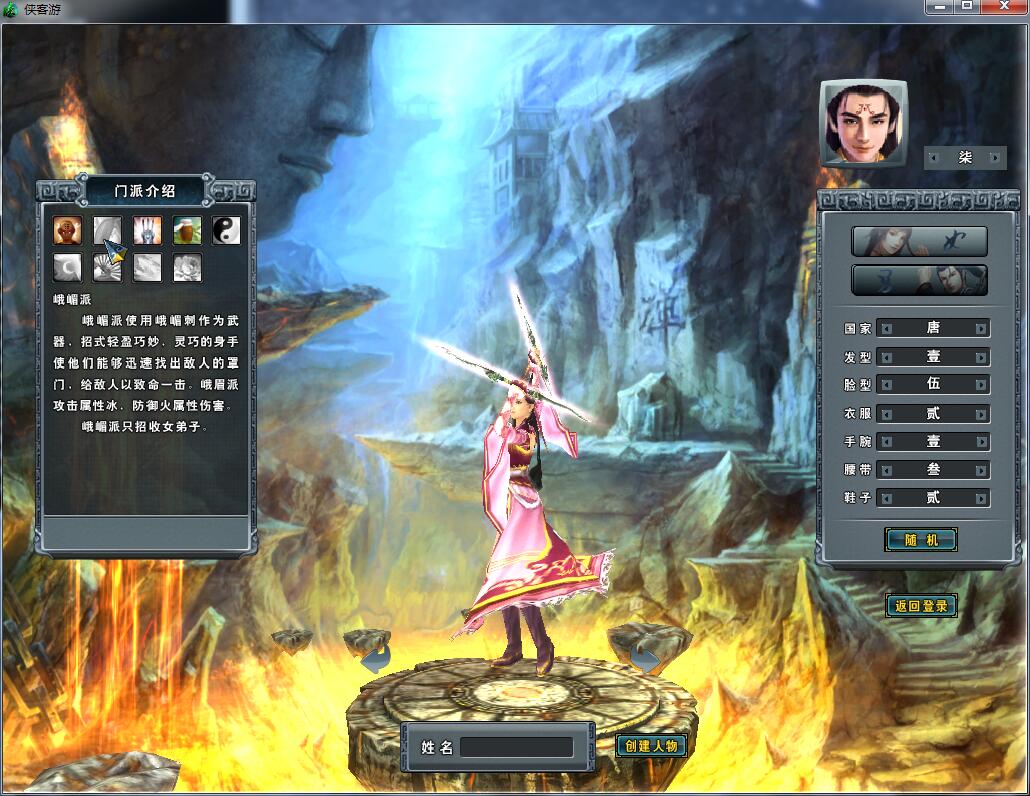 侠客游
柒
门派介绍
峨嵋派
峨嵋派使用峨嵋刺作为武
器、招式轻盈巧妙、灵巧的身手
使他们能够迅速找出敌人的罩
门、给敌人以致命一击。峨眉派
攻击属性冰、防御火属性伤害。
峨嵋派只招收女弟子。
女
国家 唐
发型 壹
脸型 伍
衣服 贰
手腕 壹
腰带 叁
鞋子 贰
随机
返回登录
姓名
创建人物